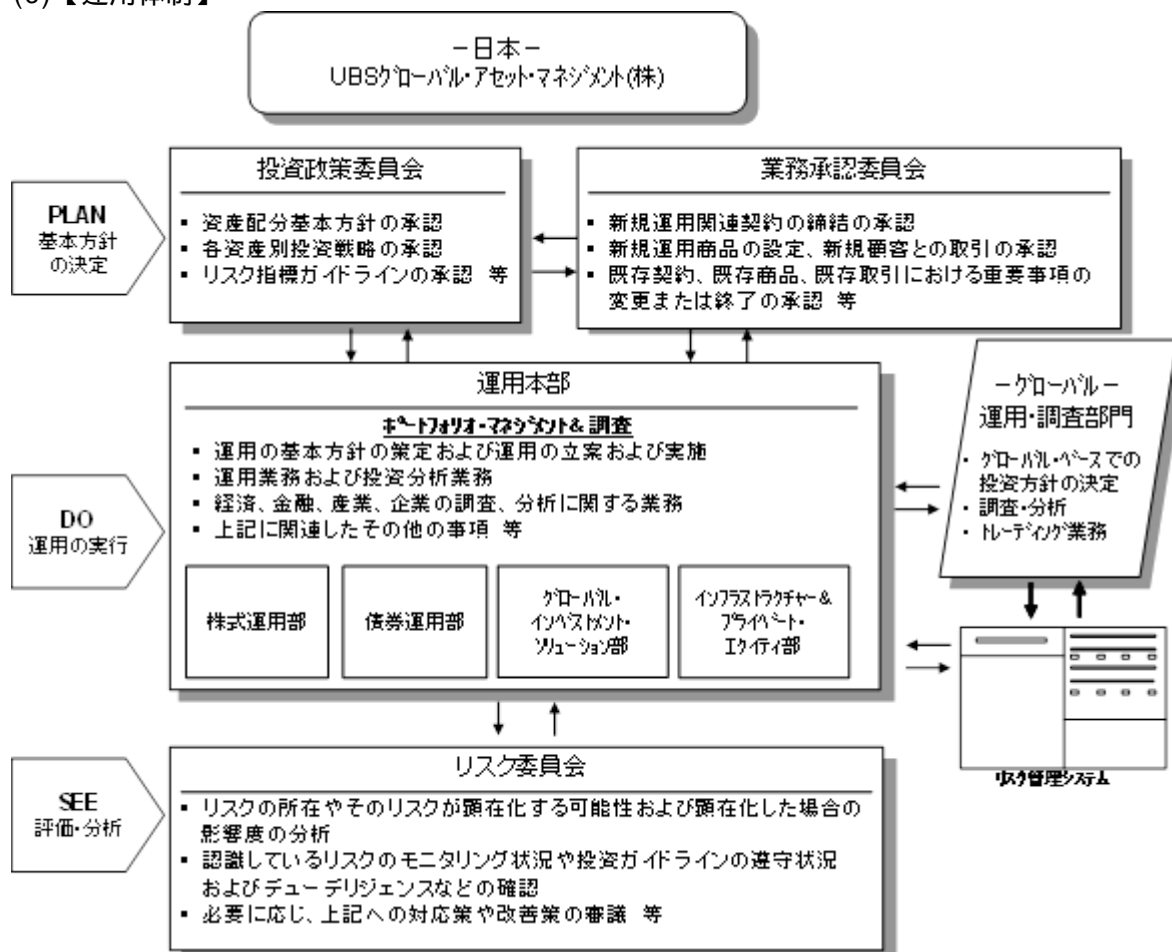 (3)【運用体制】
－日本－
UBSグローバル・アセット・マネジメント(株)
PLAN
基本方針
の決定
投資政策委員会
▪ 資産配分基本方針の承認
▪ 各資産別投資戦略の承認
▪ リスク指標ガイドラインの承認 等
業務承認委員会
▪ 新規運用関連契約の締結の承認
▪ 新規運用商品の設定、新規顧客との取引の承認
▪ 既存契約、既存商品、既存取引における重要事項の
変更または終了の承認 等
DO
運用の実行
運用本部
ポートフォリオ・マネジメント& 調査
▪ 運用の基本方針の策定および運用の立案および実施
▪ 運用業務および投資分析業務
▪ 経済、金融、産業、企業の調査、分析に関する業務
▪ 上記に関連したその他の事項 等
株式運用部
債券運用部
グローバル・
インベストメント・
ソリューション部
インフラストラクチャー&
プライベート・
エクイティ部
－グローバル－
運用・調査部門
・ グローバル・ベースでの
投資方針の決定
・ 調査・分析
・ トレーディング業務
リスク管理システム
SEE
評価・分析
リスク委員会
▪ リスクの所在やそのリスクが顕在化する可能性および顕在化した場合の
影響度の分析
▪ 認識しているリスクのモニタリング状況や投資ガイドラインの遵守状況
およびデューデリジェンスなどの確認
▪ 必要に応じ、上記への対応策や改善策の審議 等